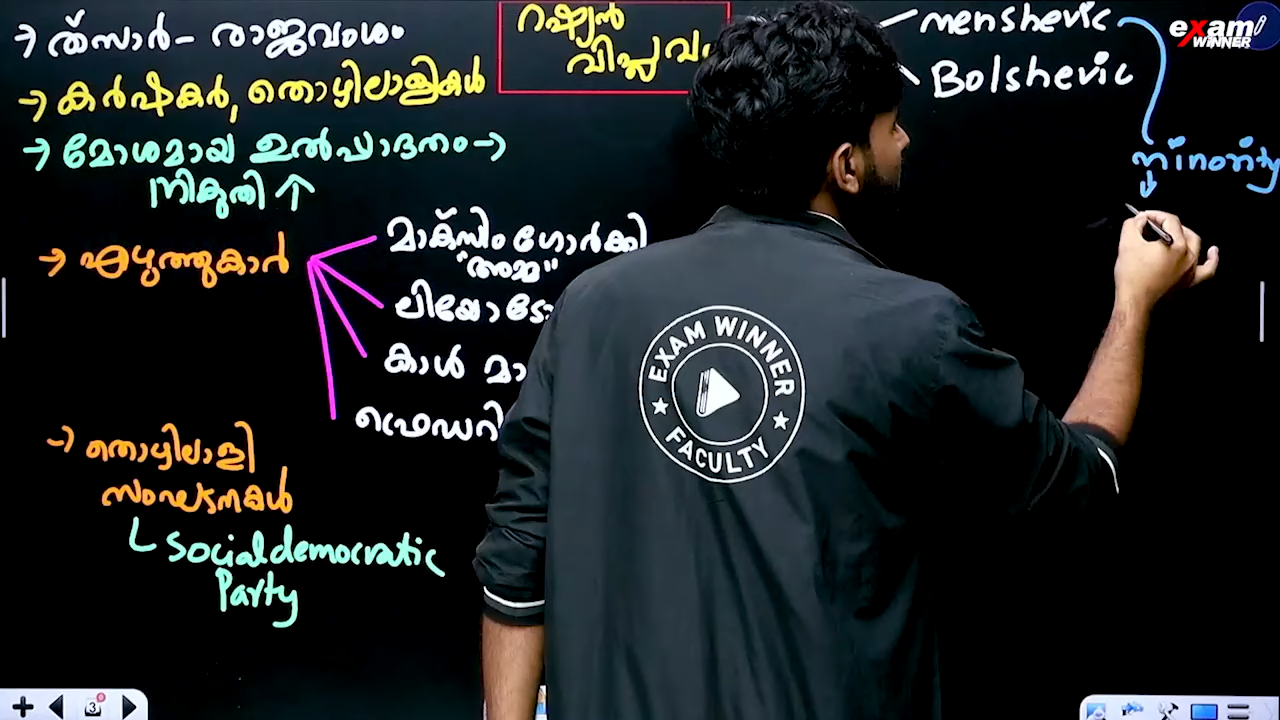 → ത്സാർ - രാജവംശം
→ കർഷകർ, തൊഴിലാളികൾ
→ മോശമായ ഉൽപ്പാദനം →
നികുതി ↑
→ എഴുത്തുകാർ
മാക്സിം ഗോർക്കി
"അമ്മ"
ലിയോ
കാൾ
→ തൊഴിലാളി
സംഘടനകൾ
Socialdemocratic
Party
റഷ്യൻ
menshevic
Bolshevic
minority
exam
WINNER
EXAM WINNER
FACULTY
3